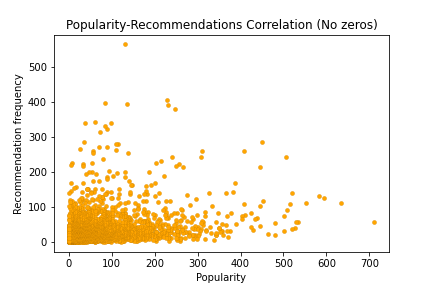 Popularity-Recommendations Correlation (No zeros)
Recommendation frequency
500
400
300
200
100
0
0 100 200 300 400 500 600 700
Popularity